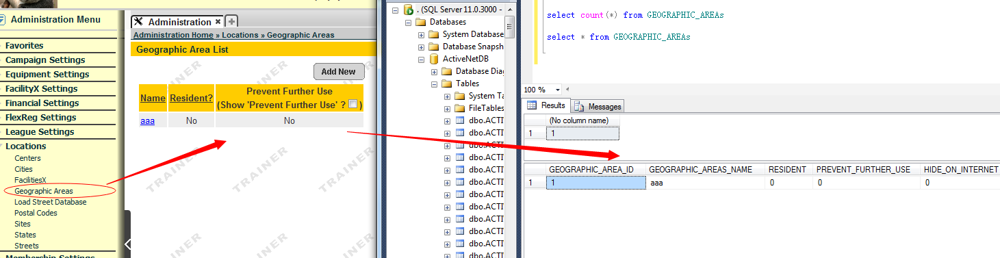 Administration Menu
Favorites
Campaign Settings
Equipment Settings
FacilityX Settings
Financial Settings
FlexReg Settings
League Settings
Locations
Centers
Cities
FacilitiesX
Geographic Areas
Load Street Database
Postal Codes
Sites
States
Streets
Membership Settings
Administration
Administration Home » Locations » Geographic Areas
Geographic Area List
Add New
Name Resident? Prevent Further Use
(Show 'Prevent Further Use' ? )
aaa No No
TRAINER TRAINER TRAINER
TRAINER TRAINER TRAINER
TRAINER TRAINER TRAINER
. (SQL Server 11.0.3000 -
Databases
System Database
Database Snapsh
ActiveNetDB
Database Dia
Tables
System Ta
FileTables
dbo.ACTI
dbo.ACTI
dbo.ACTI
dbo.ACTI
dbo.ACTI
dbo.ACTI
dbo.ACTI
dbo.ACTI
dbo.ACTI
dbo.ACTI
dbo.ACTI
dbo.ACTI
select count(*) from GEOGRAPHIC_AREAs
select * from GEOGRAPHIC_AREAs
100 %
Results Messages
(No column name)
1 1
GEOGRAPHIC_AREA_ID GEOGRAPHIC_AREAS_NAME RESIDENT PREVENT_FURTHER_USE HIDE_ON_INTERNET
1 1 aaa 0 0 0